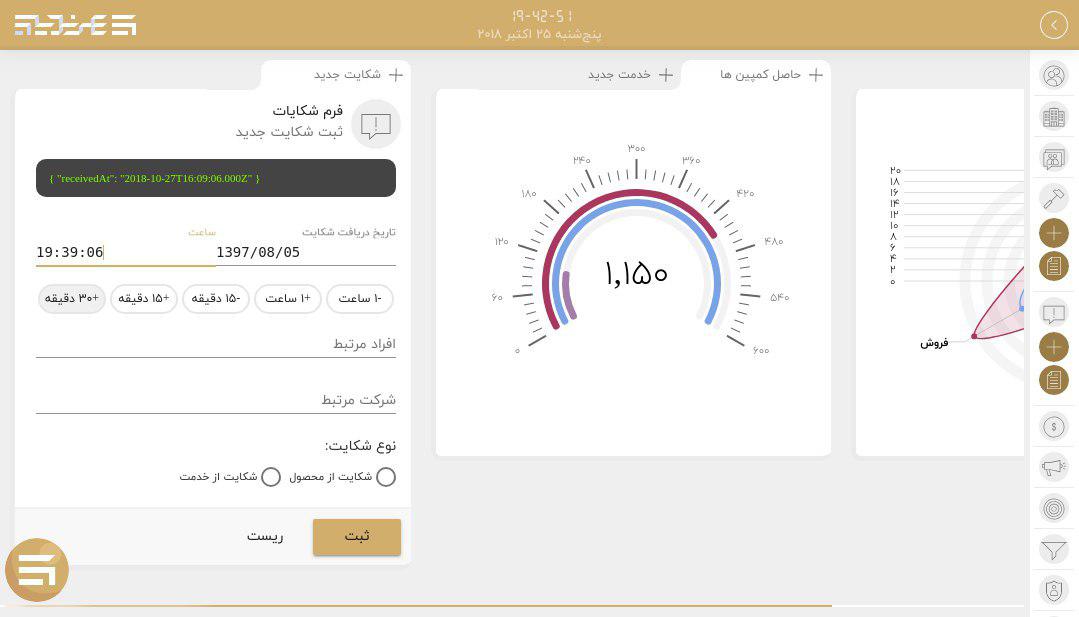 ۱۹-۴۲-۵۱
پنج‌شنبه ۲۵ اکتبر ۲۰۱۸
حاصل کمپین ها
خدمت جدید
شکایت جدید
فرم شکایات
ثبت شکایت جدید
{ "receivedAt": "2018-10-27T16:09:06.000Z" }
تاریخ دریافت شکایت
1397/08/05
ساعت
19:39:06
-۱ ساعت
+۱ ساعت
-۱۵ دقیقه
+۱۵ دقیقه
+۳۰ دقیقه
افراد مرتبط
شرکت مرتبط
نوع شکایت:
شکایت از محصول
شکایت از خدمت
ثبت
ریست
۰
۶۰
۱۲۰
۱۸۰
۲۴۰
۳۰۰
۳۶۰
۴۲۰
۴۸۰
۵۴۰
۶۰۰
۱,۱۵۰
۲۰
۱۸
۱۶
۱۴
۱۲
۱۰
۸
۶
۴
۲
۰
فروش